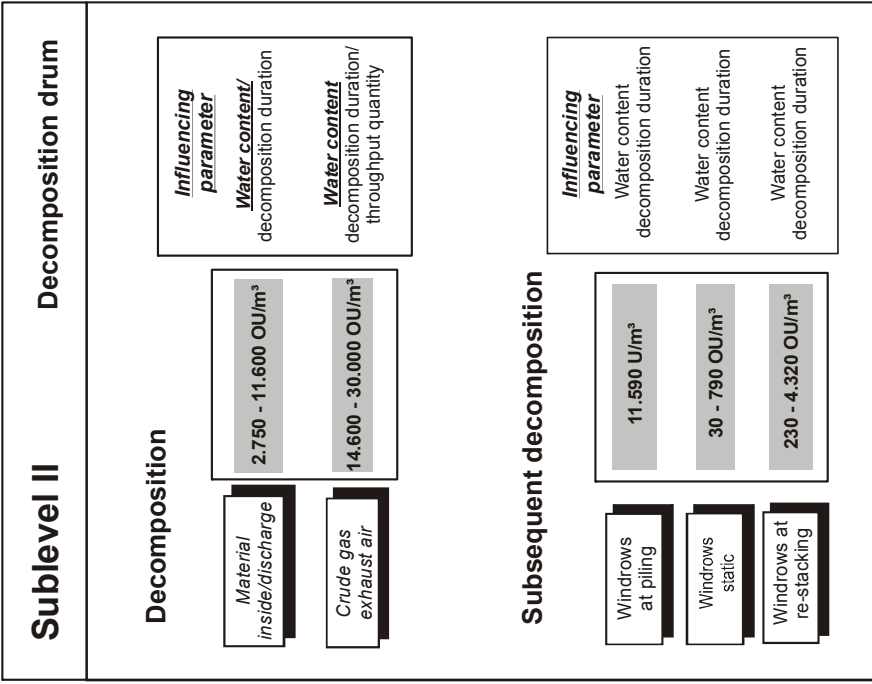 Sublevel II
Decomposition drum
Decomposition
Material
inside/discharge
2.750 - 11.600 OU/m³
Crude gas
exhaust air
14.600 - 30.000 OU/m³
Influencing
parameter
Water content/
decomposition duration
Water content
decomposition duration/
throughput quantity
Subsequent decomposition
Windrows
at piling
11.590 U/m³
Windrows
static
30 - 790 OU/m³
Windrows at
re-stacking
230 - 4.320 OU/m³
Influencing
parameter
Water content
decomposition duration
Water content
decomposition duration
Water content
decomposition duration